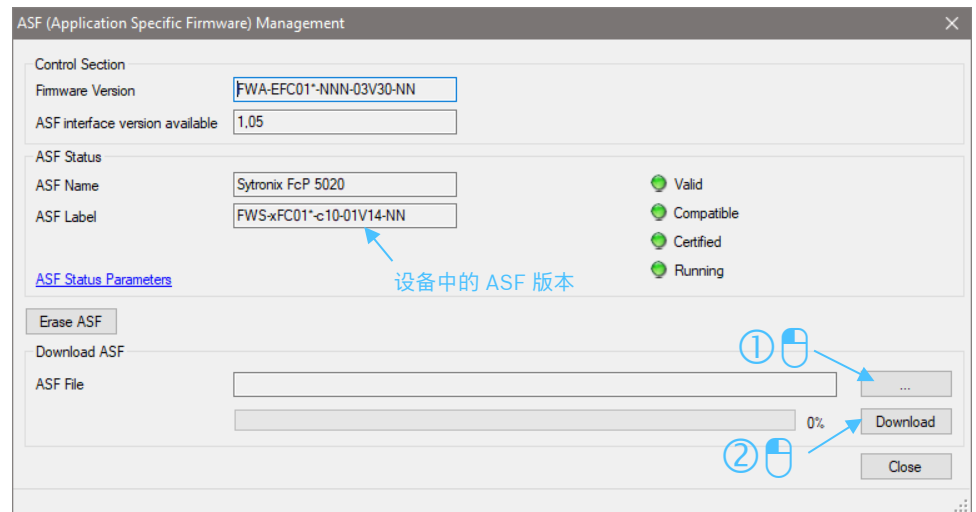 ASF (Application Specific Firmware) Management
Control Section
Firmware Version FWA-EFC01*-NNN-03V30-NN
ASF interface version available 1,05
ASF Status
ASF Name Sytronix FcP 5020 Valid
ASF Label FWS-xFC01*-c10-01V14-NN Compatible
Certified
Running
设备中的 ASF 版本
ASF Status Parameters
Erase ASF
Download ASF
①
ASF File ...
0% Download
②
Close